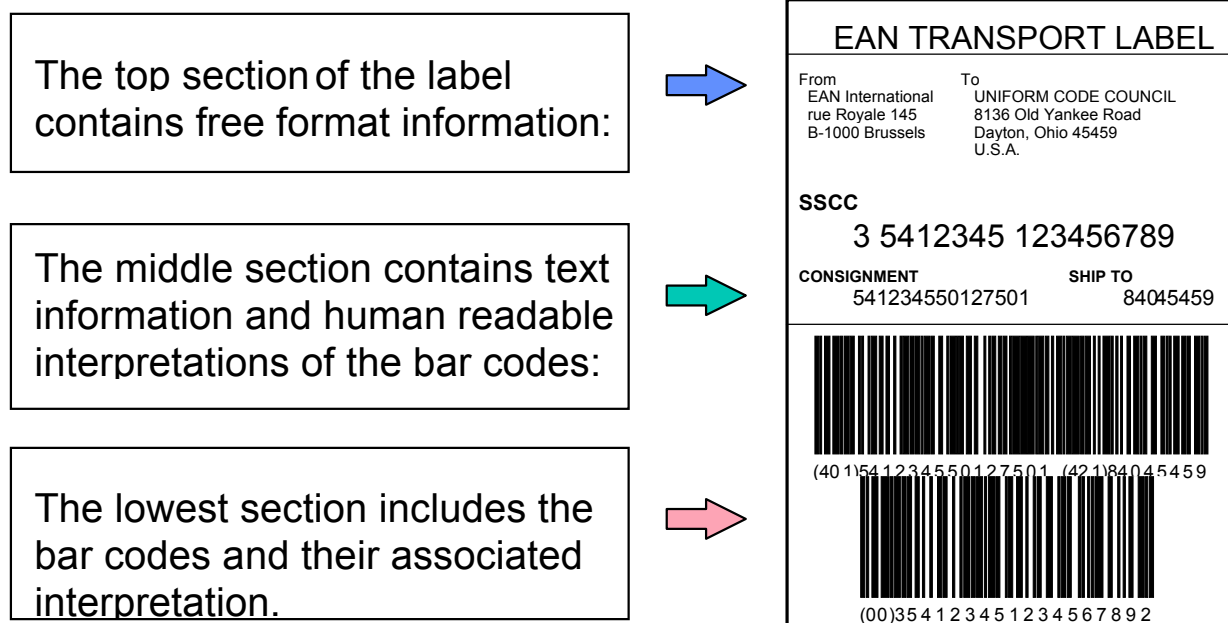 The top section of the label
contains free format information:
The middle section contains text
information and human readable
interpretations of the bar codes:
The lowest section includes the
bar codes and their associated
interpretation.
EAN TRANSPORT LABEL
From To
EAN International UNIFORM CODE COUNCIL
rue Royale 145 8136 Old Yankee Road
B-1000 Brussels Dayton, Ohio 45459
U.S.A.
SSCC
3 5412345 123456789
CONSIGNMENT SHIP TO
541234550127501 84045459
(401)541234550127501 (421)84045459
(00)354123451234567892